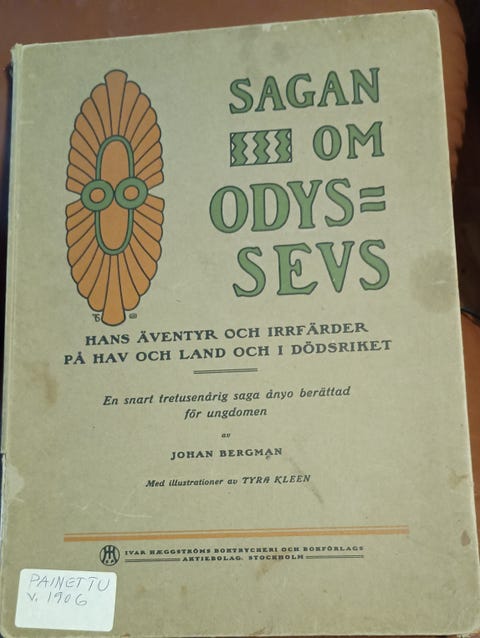 SAGAN
OM
ODYS=
SEVS
HANS ÄVENTYR OCH IRRFÄRDER
PÅ HAV OCH LAND OCH I DÖDSRIKET
En snart tretusenårig saga ånyo berättad
för ungdomen
av
JOHAN BERGMAN
Med illustrationer av TYRA KLEEN
IVAR HÆGGSTRÖMS BOKTRYCKERI OCH BOKFÖRLAGS
AKTIEBOLAG. STOCKHOLM
PAINETTU
V. 1906